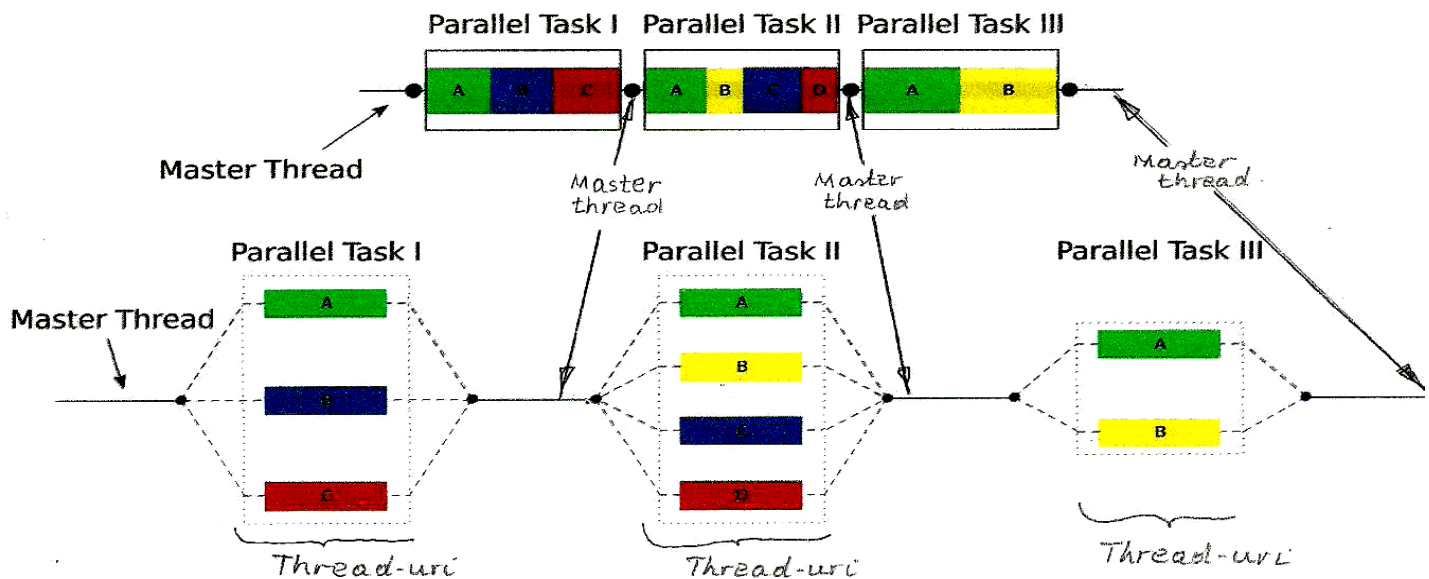 Parallel Task I Parallel Task II Parallel Task III
A B C A B C D A B
Master Thread
Master
thread
Master
thread
Master
thread
Parallel Task I
Parallel Task II
Parallel Task III
Master Thread
A
B
C
A
B
C
D
A
B
Thread-uri
Thread-uri
Thread-uri